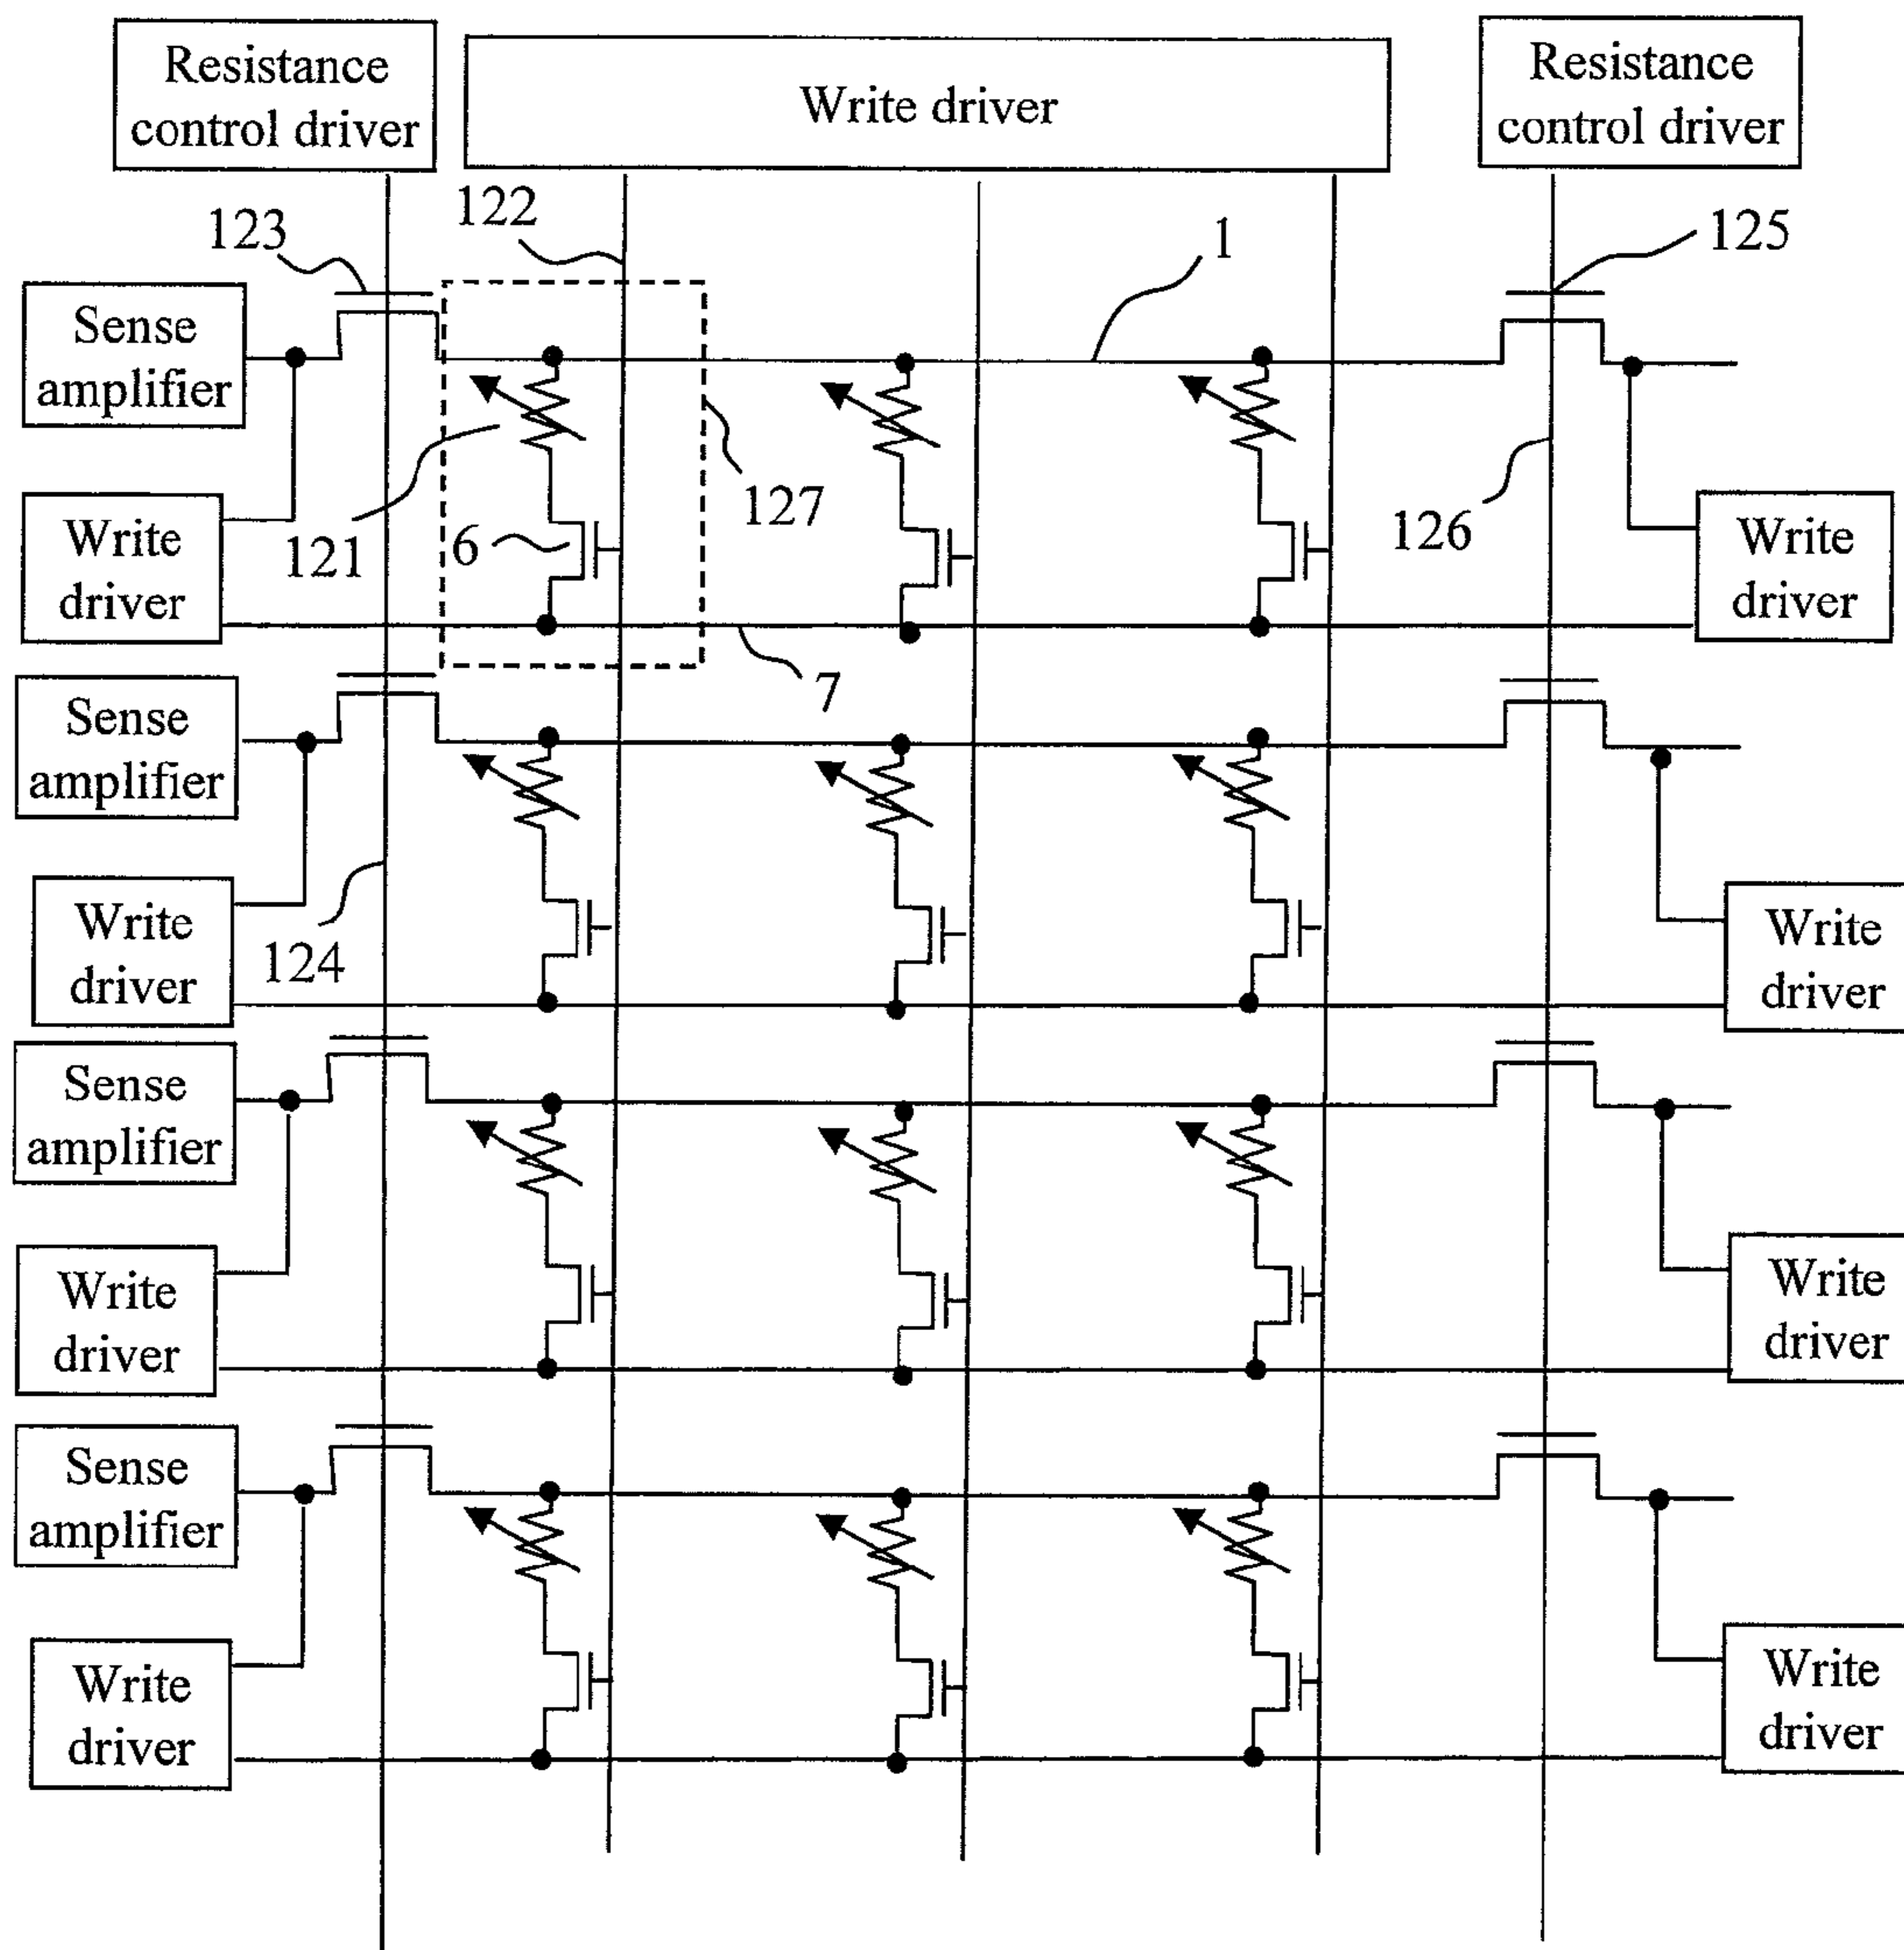 Resistance
control driver
Write driver
Resistance
control driver
123
122
1
125
Sense
amplifier
121
6
127
126
Write
driver
Write
driver
7
Sense
amplifier
Write
driver
124
Write
driver
Sense
amplifier
Write
driver
Write
driver
Sense
amplifier
Write
driver
Write
driver